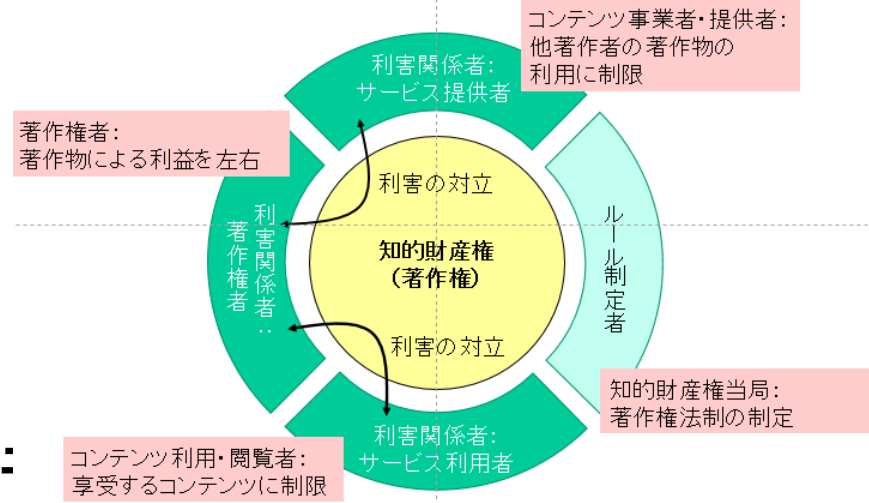 コンテンツ事業者・提供者:
他著作者の著作物の
利用に制限
利害関係者:
サービス提供者
著作権者:
著作物による利益を左右
利害の対立
利害関係者:
著作権者
知的財産権
(著作権)
ルール制定者
利害の対立
知的財産権当局:
著作権法制の制定
利害関係者:
サービス利用者
コンテンツ利用・閲覧者:
享受するコンテンツに制限
: